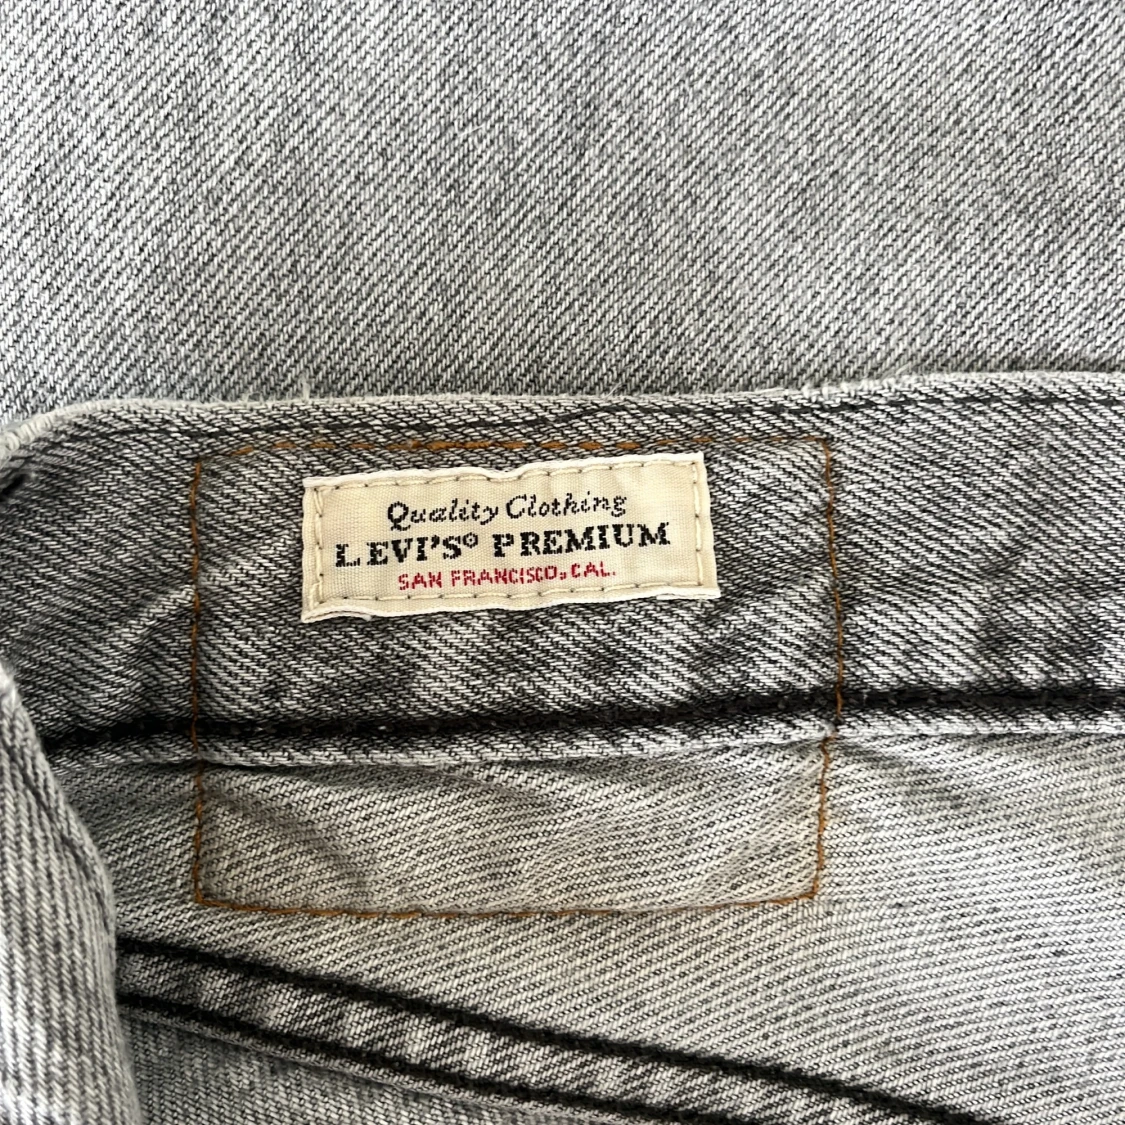 Quality Clothing
LEVI'S® PREMIUM
SAN FRANCISCO, CAL.